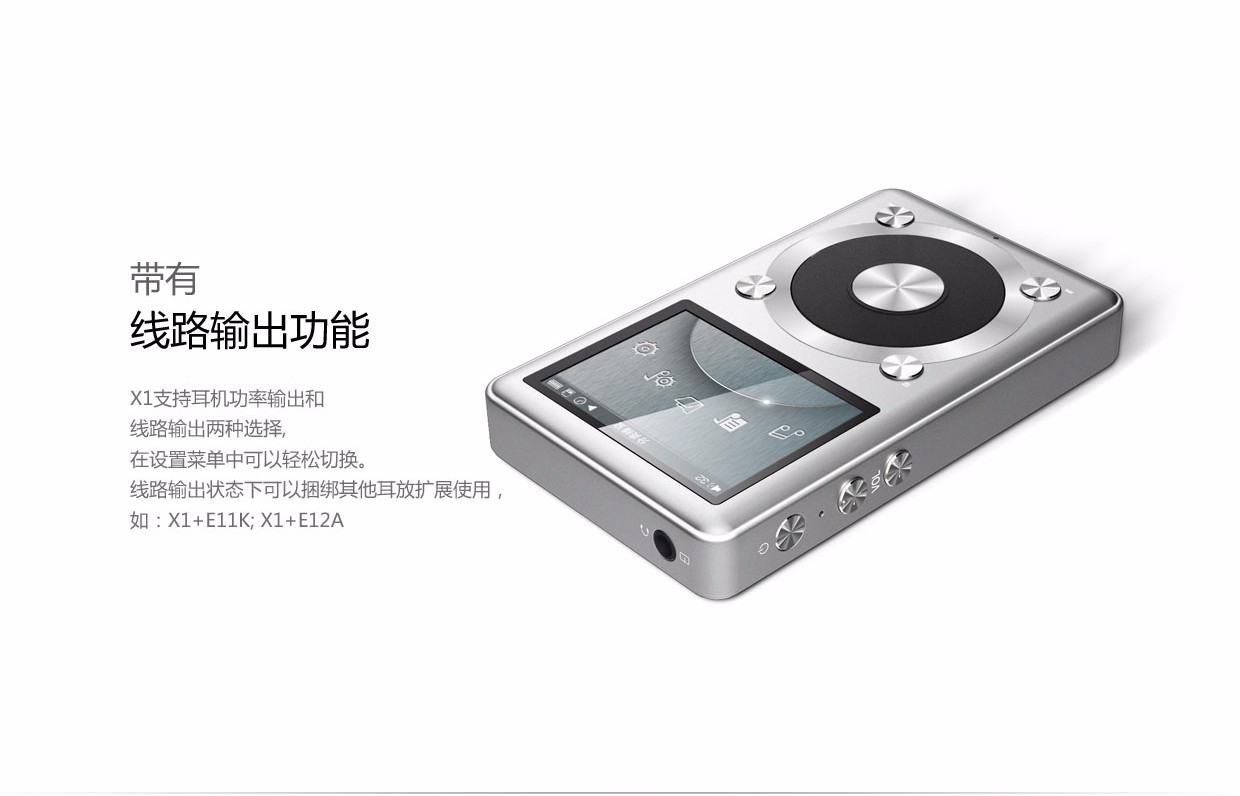 带有
线路输出功能
X1支持耳机功率输出和
线路输出两种选择,
在设置菜单中可以轻松切换。
线路输出状态下可以捆绑其他耳放扩展使用，
如：X1+E11K; X1+E12A
VOL